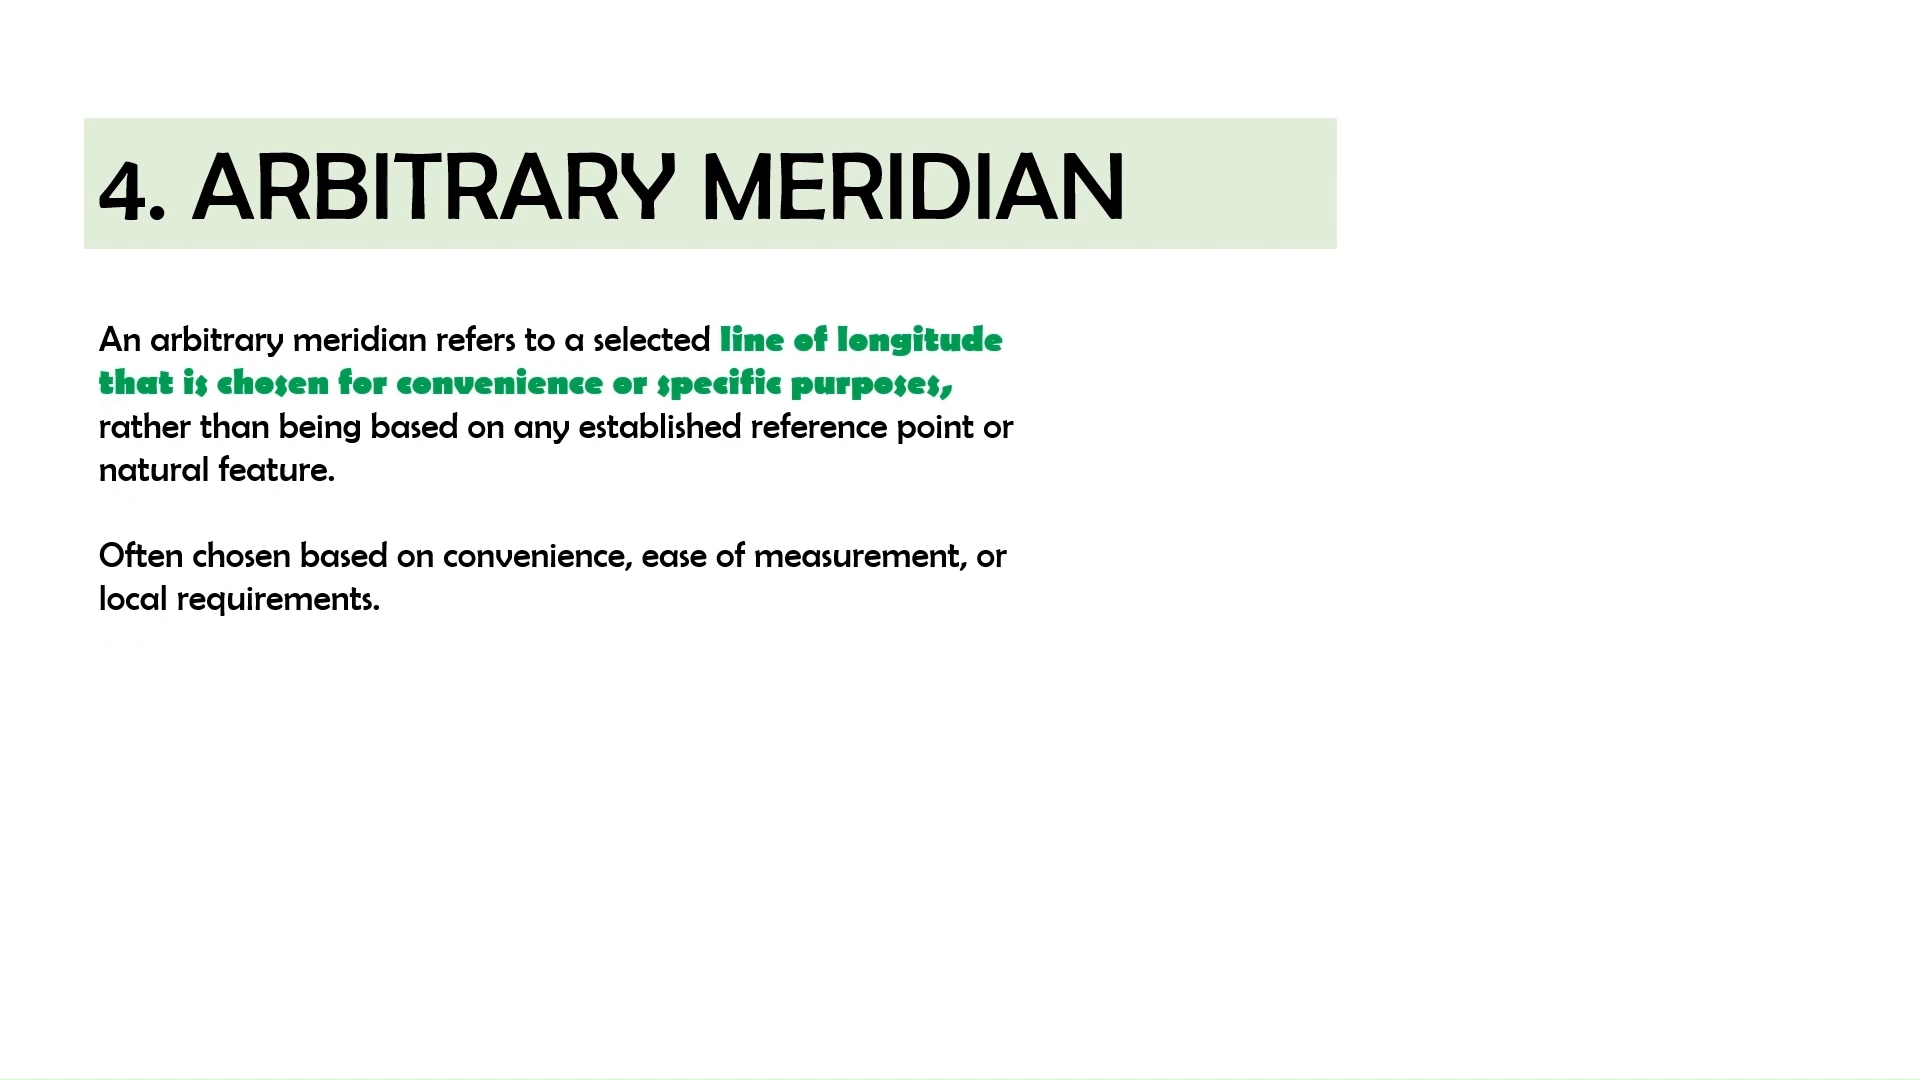 4. ARBITRARY MERIDIAN
An arbitrary meridian refers to a selected line of longitude
that is chosen for convenience or specific purposes,
rather than being based on any established reference point or
natural feature.
Often chosen based on convenience, ease of measurement, or
local requirements.